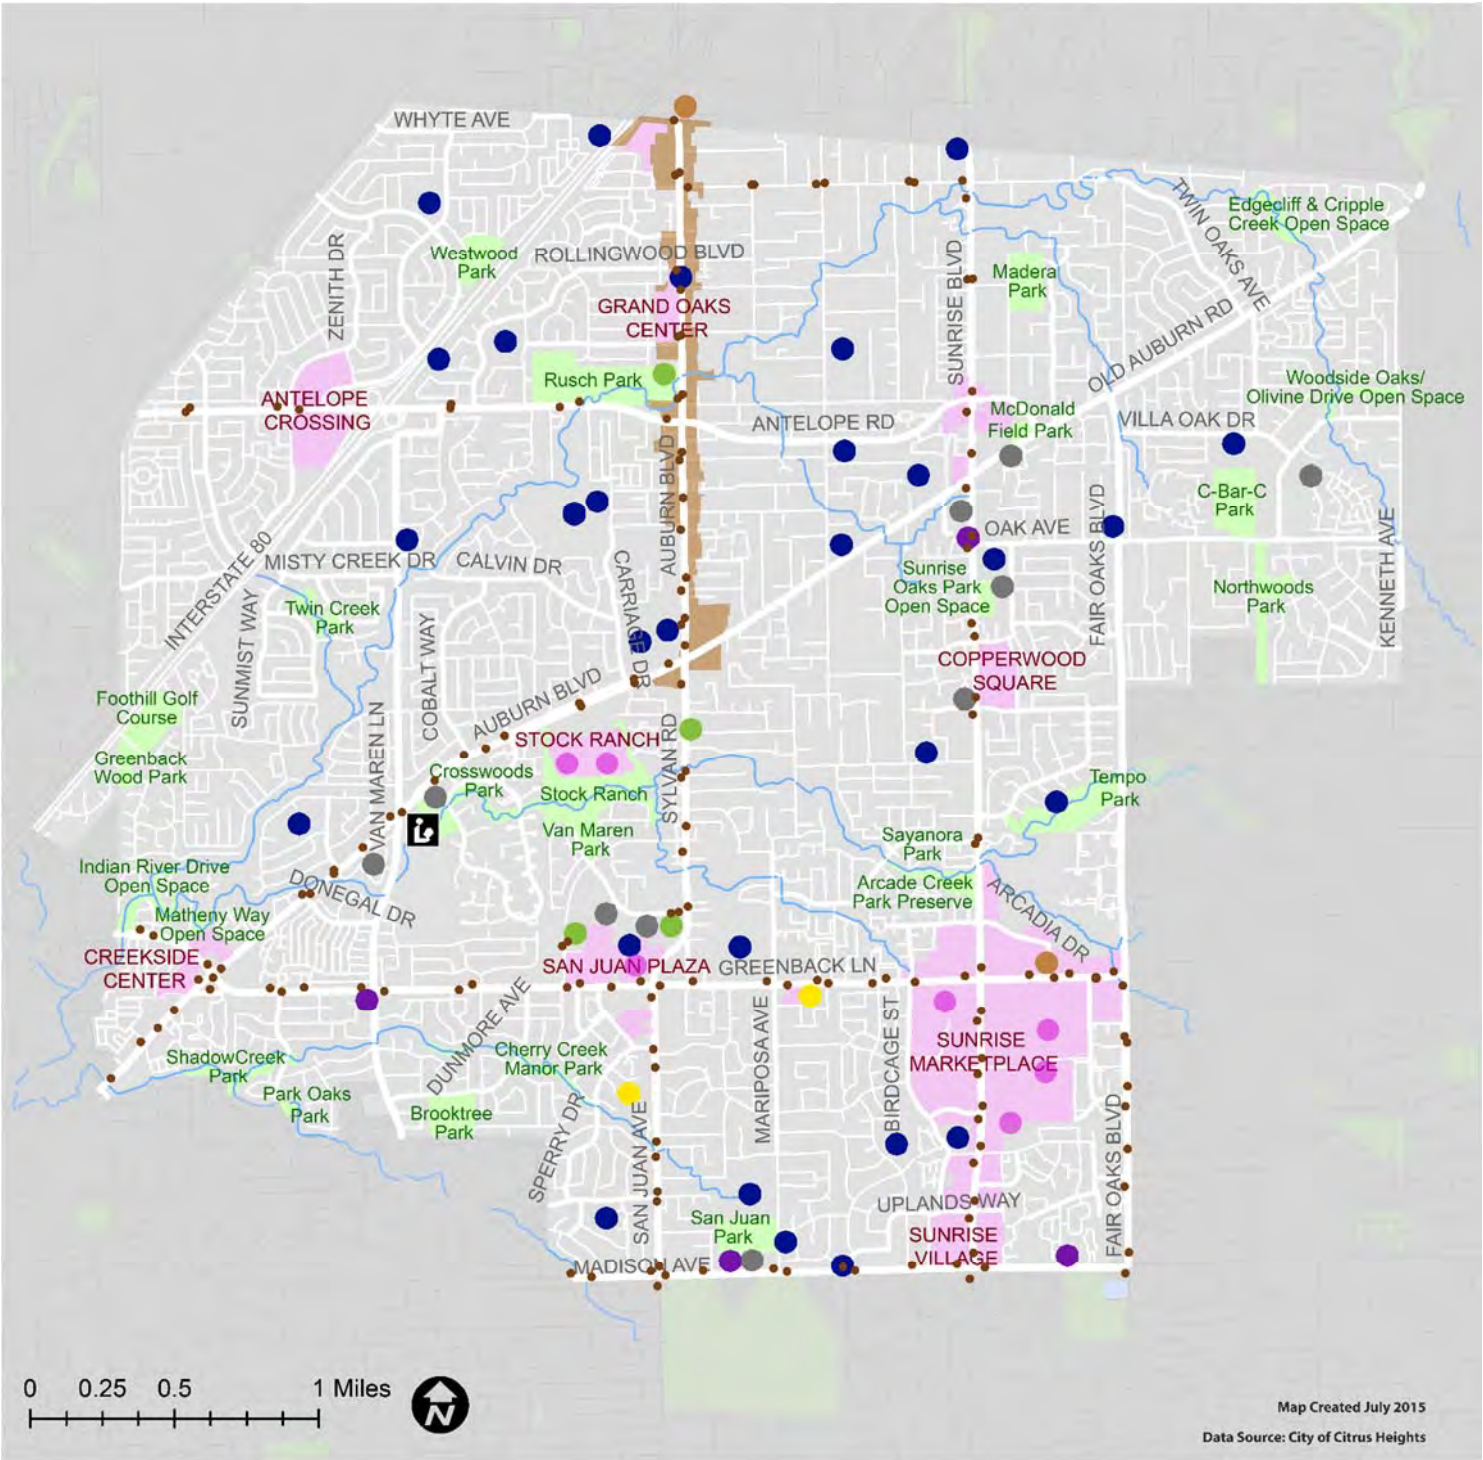 WHYTE AVE
TWIN OAKS AVE
Edgecliff & Cripple
Creek Open Space
ZENITH DR
Westwood
Park
ROLLINGWOOD BLVD
SUNRISE BLVD
Madera
Park
GRAND OAKS
CENTER
OLD AUBURN RD
Rusch Park
Woodside Oaks/
Olivine Drive Open Space
ANTELOPE
CROSSING
ANTELOPE RD
McDonald
Field Park
VILLA OAK DR
AUBURN BLVD
C-Bar-C
Park
FAIR OAKS BLVD
OAK AVE
KENNETH AVE
INTERSTATE 80
MISTY CREEK DR
CALVIN DR
CARRIAGE DR
Sunrise
Oaks Park
Open Space
Northwoods
Park
Twin Creek
Park
SUNMIST WAY
COBALT WAY
COPPERWOOD
SQUARE
Foothill Golf
Course
VAN MAREN LN
AUBURN BLVD
SYLVAN RD
STOCK RANCH
Greenback
Wood Park
Crosswoods
Park
Stock Ranch
Tempo
Park
Van Maren
Park
Sayanora
Park
Indian River Drive
Open Space
DONEGAL DR
Arcade Creek
Park Preserve
ARCADIA DR
Matheny Way
Open Space
CREEKSIDE
CENTER
SAN JUAN PLAZA
GREENBACK LN
DUNMORE AVE
MARIPOSA AVE
BIRDCAGE ST
SUNRISE
MARKETPLACE
ShadowCreek
Park
Cherry Creek
Manor Park
Park Oaks
Park
Brooktree
Park
SPERRY DR
SAN JUAN AVE
FAIR OAKS BLVD
UPLANDS WAY
San Juan
Park
SUNRISE
VILLAGE
MADISON AVE
0 0.25 0.5 1 Miles
N
Map Created July 2015
Data Source: City of Citrus Heights